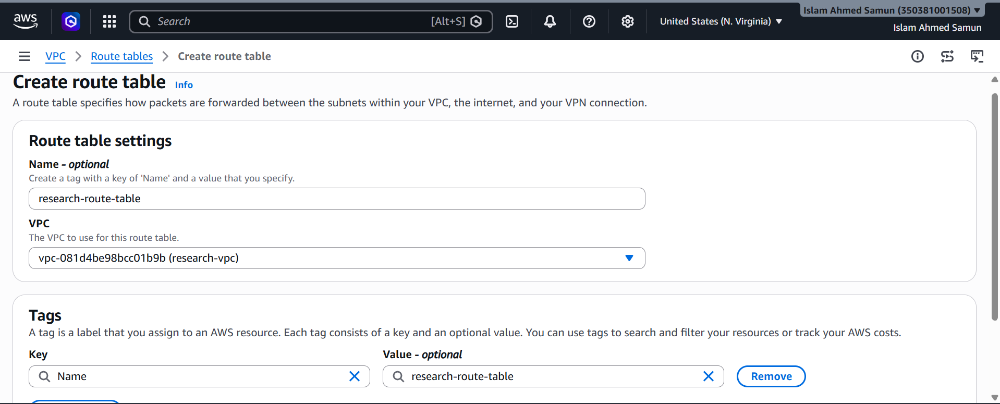 aws
Search [Alt+S]
United States (N. Virginia)
Islam Ahmed Samun (350381001508)
Islam Ahmed Samun
VPC
Route tables
Create route table
Create route table Info
A route table specifies how packets are forwarded between the subnets within your VPC, the internet, and your VPN connection.
Route table settings
Name - optional
Create a tag with a key of 'Name' and a value that you specify.
research-route-table
VPC
The VPC to use for this route table.
vpc-081d4be98bcc01b9b (research-vpc)
Tags
A tag is a label that you assign to an AWS resource. Each tag consists of a key and an optional value. You can use tags to search and filter your resources or track your AWS costs.
Key
Value - optional
Name
research-route-table
Remove